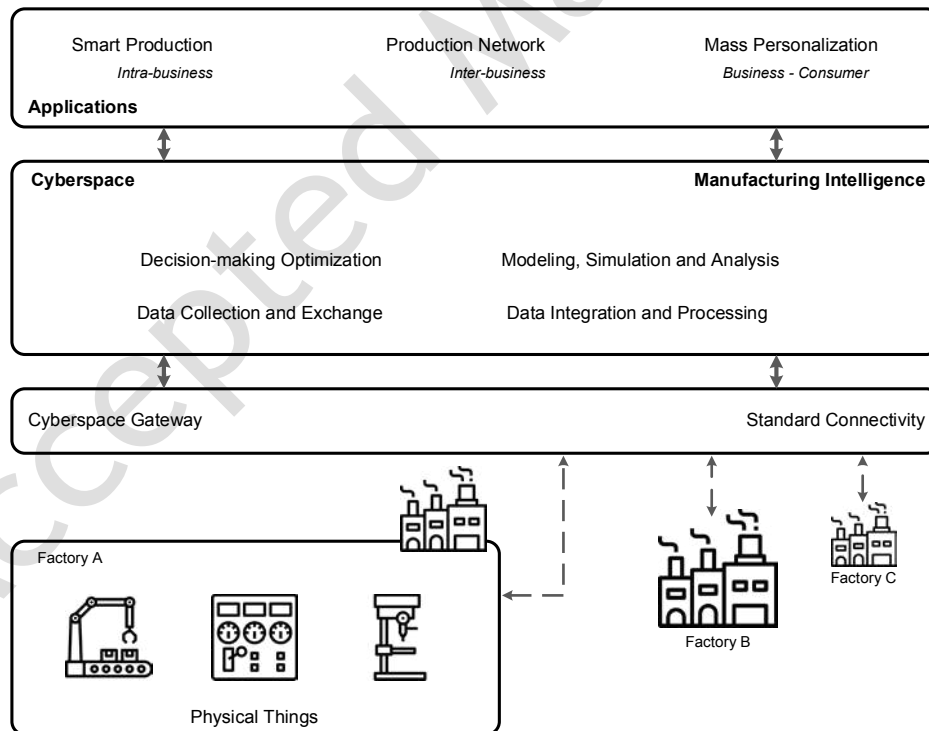 Smart Production Production Network Mass Personalization
Intra-business Inter-business Business - Consumer
Applications
Cyberspace Manufacturing Intelligence
Decision-making Optimization Modeling, Simulation and Analysis
Data Collection and Exchange Data Integration and Processing
Cyberspace Gateway Standard Connectivity
Factory A
Factory C
Factory B
Physical Things
Accepted Ma